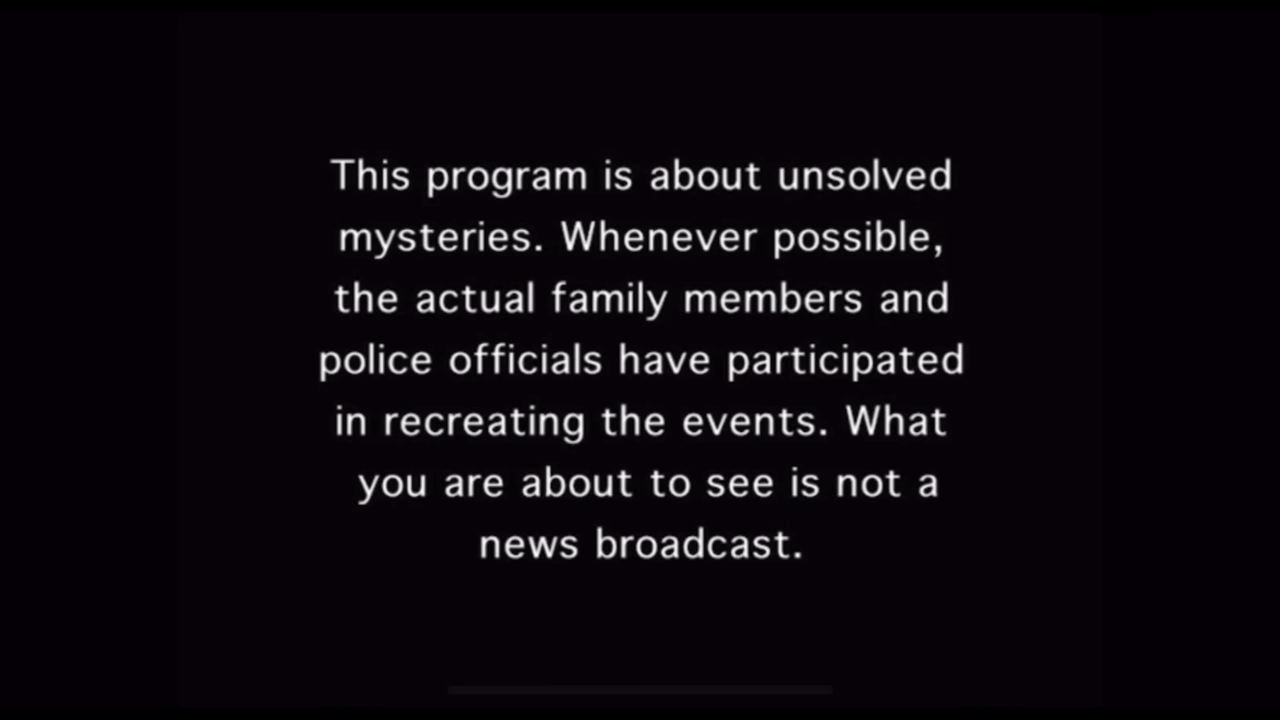 This program is about unsolved
mysteries. Whenever possible,
the actual family members and
police officials have participated
in recreating the events. What
you are about to see is not a
news broadcast.